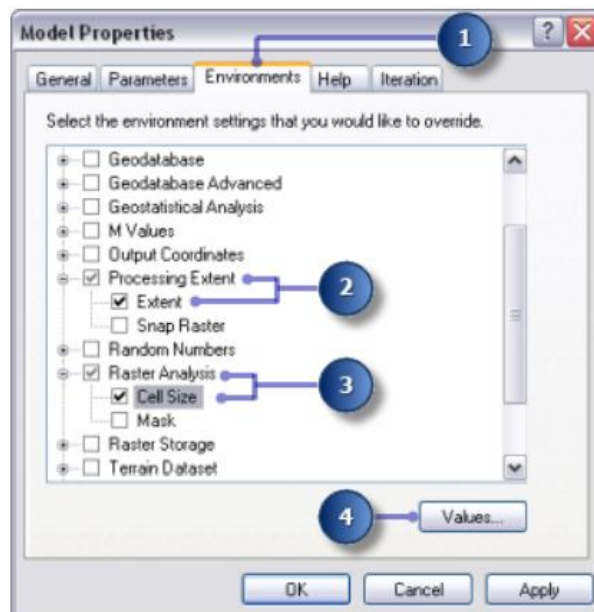 Model Properties
1
General Parameters Environments Help Iteration
Select the environment settings that you would like to override.
Geodatabase
Geodatabase Advanced
Geostatistical Analysis
M Values
Output Coordinates
Processing Extent
2
Extent
Snap Raster
Random Numbers
Raster Analysis
3
Cell Size
Mask
Raster Storage
Terrain Dataset
4
Values...
OK Cancel Apply